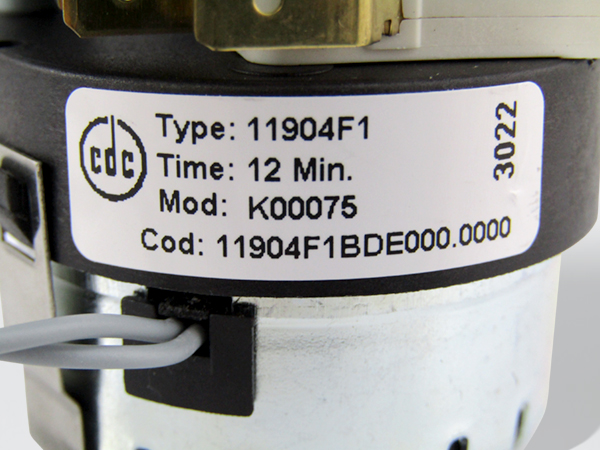 cdc
Type: 11904F1
Time: 12 Min.
Mod: K00075
Cod: 11904F1BDE000.0000
3022